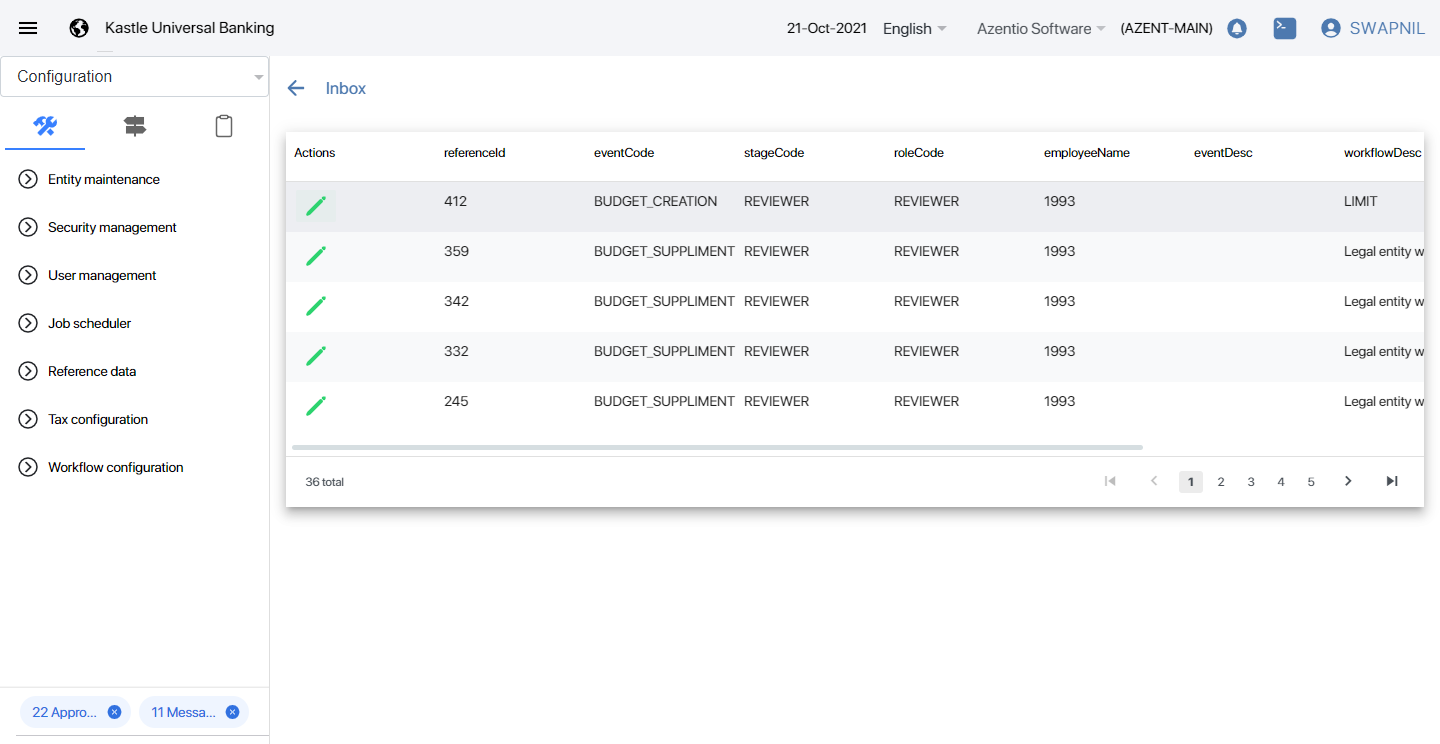 Kastle Universal Banking
21-Oct-2021 English Azentio Software (AZENT-MAIN) SWAPNIL
Configuration
Entity maintenance
Security management
User management
Job scheduler
Reference data
Tax configuration
Workflow configuration
22 Appro... 11 Messa...
Inbox
Actions referenceId eventCode stageCode roleCode employeeName eventDesc workflowDesc
412 BUDGET_CREATION REVIEWER REVIEWER 1993 LIMIT
359 BUDGET_SUPPLIMENT REVIEWER REVIEWER 1993 Legal entity w
342 BUDGET_SUPPLIMENT REVIEWER REVIEWER 1993 Legal entity w
332 BUDGET_SUPPLIMENT REVIEWER REVIEWER 1993 Legal entity w
245 BUDGET_SUPPLIMENT REVIEWER REVIEWER 1993 Legal entity w
36 total 1 2 3 4 5